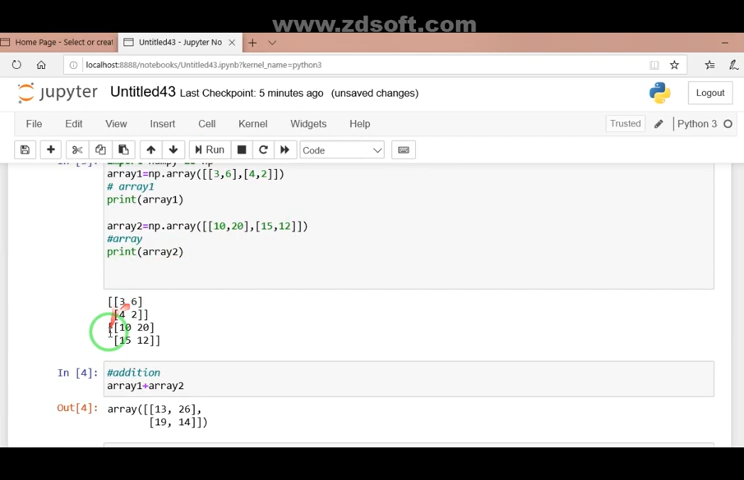 www.zdsoft.com
Home Page - Select or creat
Untitled43 - Jupyter No
localhost:8888/notebooks/Untitled43.ipynb?kernel_name=python3
jupyter Untitled43 Last Checkpoint: 5 minutes ago (unsaved changes)
Logout
File Edit View Insert Cell Kernel Widgets Help
Trusted Python 3
Run Code
import numpy as np
array1=np.array([[3,6],[4,2]])
# array1
print(array1)
array2=np.array([[10,20],[15,12]])
#array
print(array2)
[[3 6]
[4 2]]
[[10 20]
[15 12]]
In [4]: #addition
array1+array2
Out[4]: array([[13, 26],
[19, 14]])